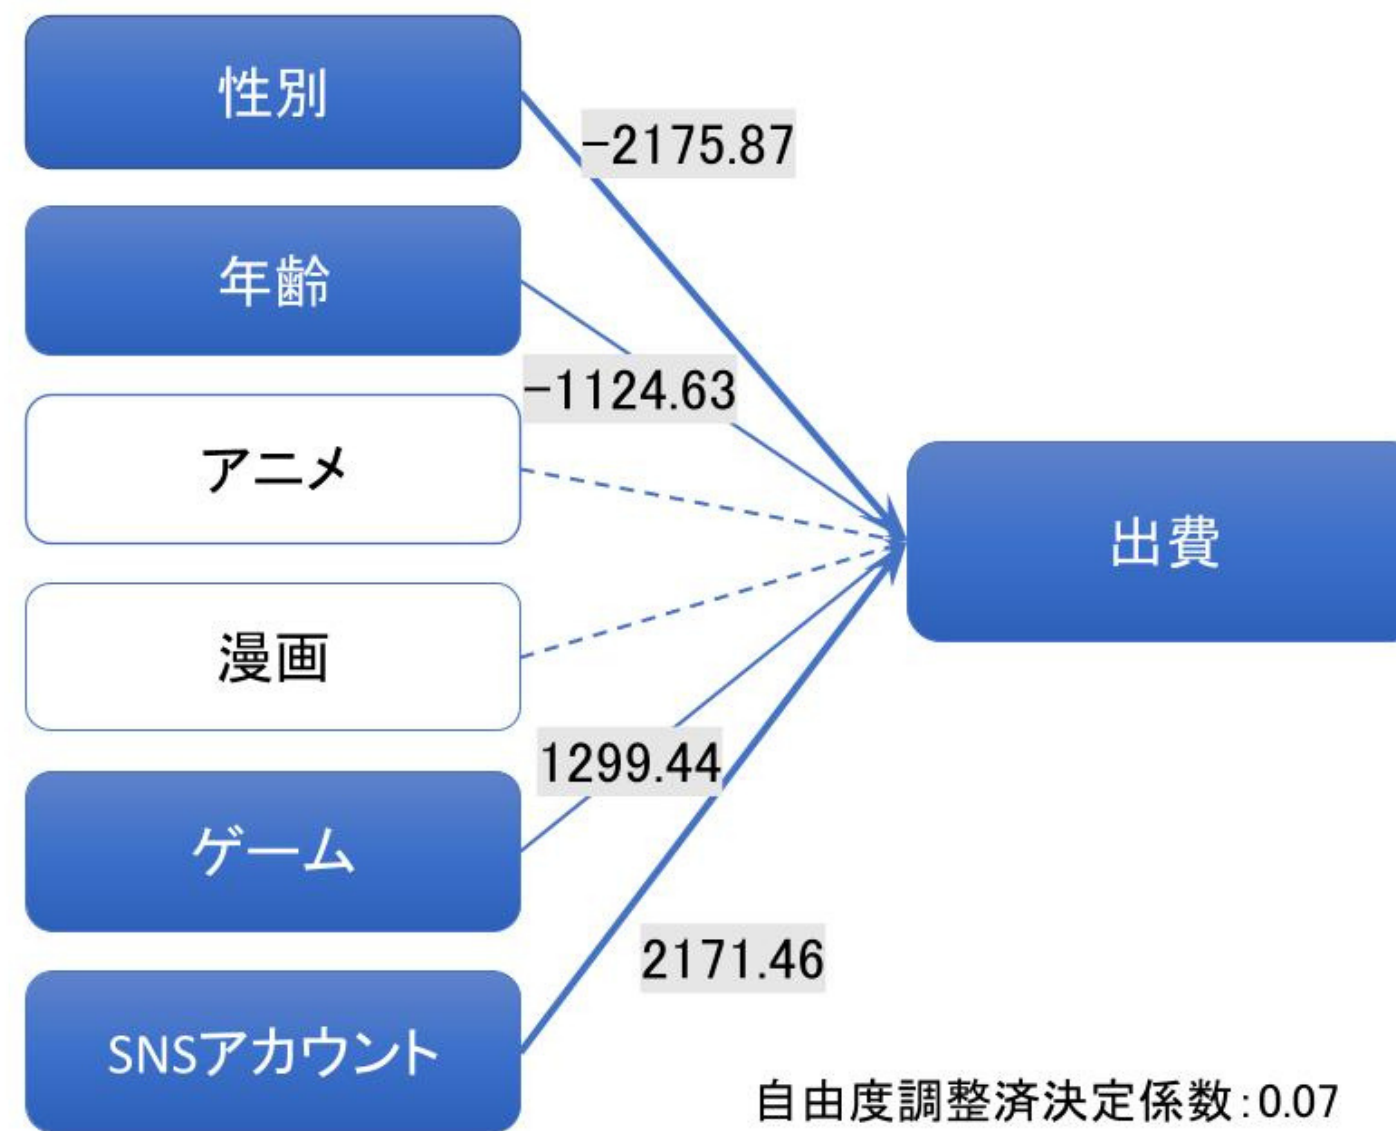 性別
−2175.87
年齢
−1124.63
アニメ
出費
漫画
1299.44
ゲーム
2171.46
SNSアカウント
自由度調整済決定係数:0.07